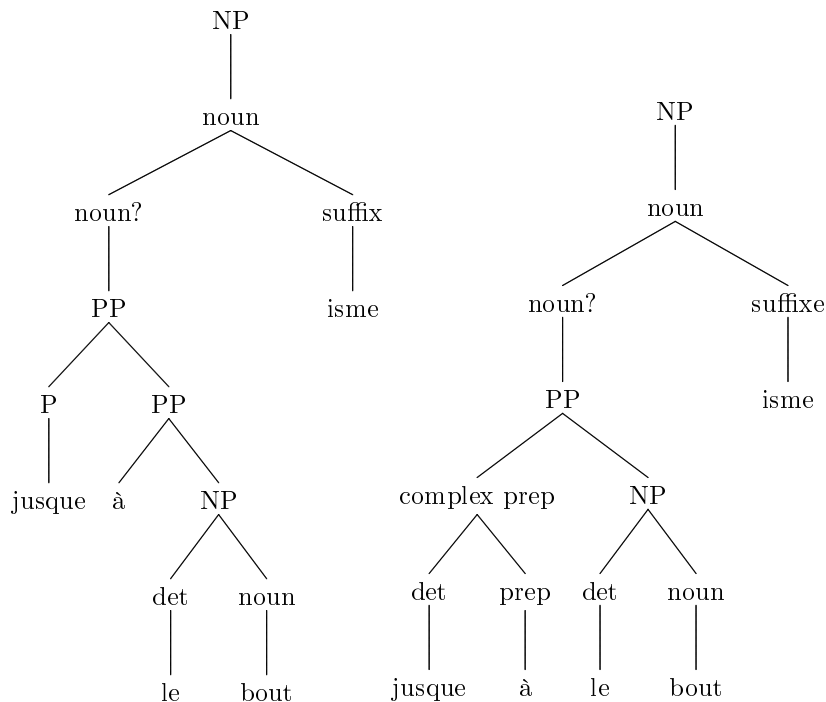 NP
noun
noun? suffix
PP isme
P PP
jusque à NP
det noun
le bout
NP
noun
noun? suffixe
PP isme
complex prep NP
det prep det noun
jusque à le bout